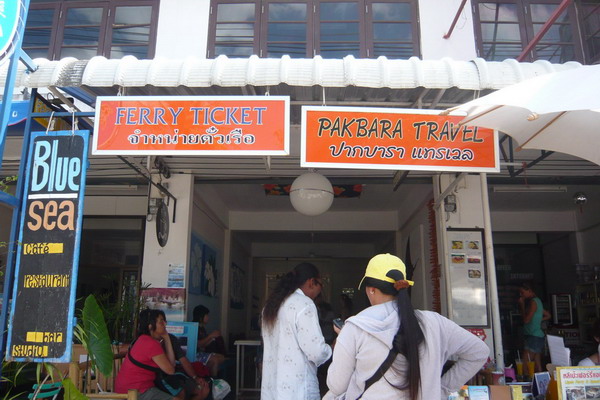 Blue
sea
Café
restaurant
bar
studio
FERRY TICKET
จำหน่ายตั๋วเรือ
PAKBARA TRAVEL
ปากบารา แทรเวล